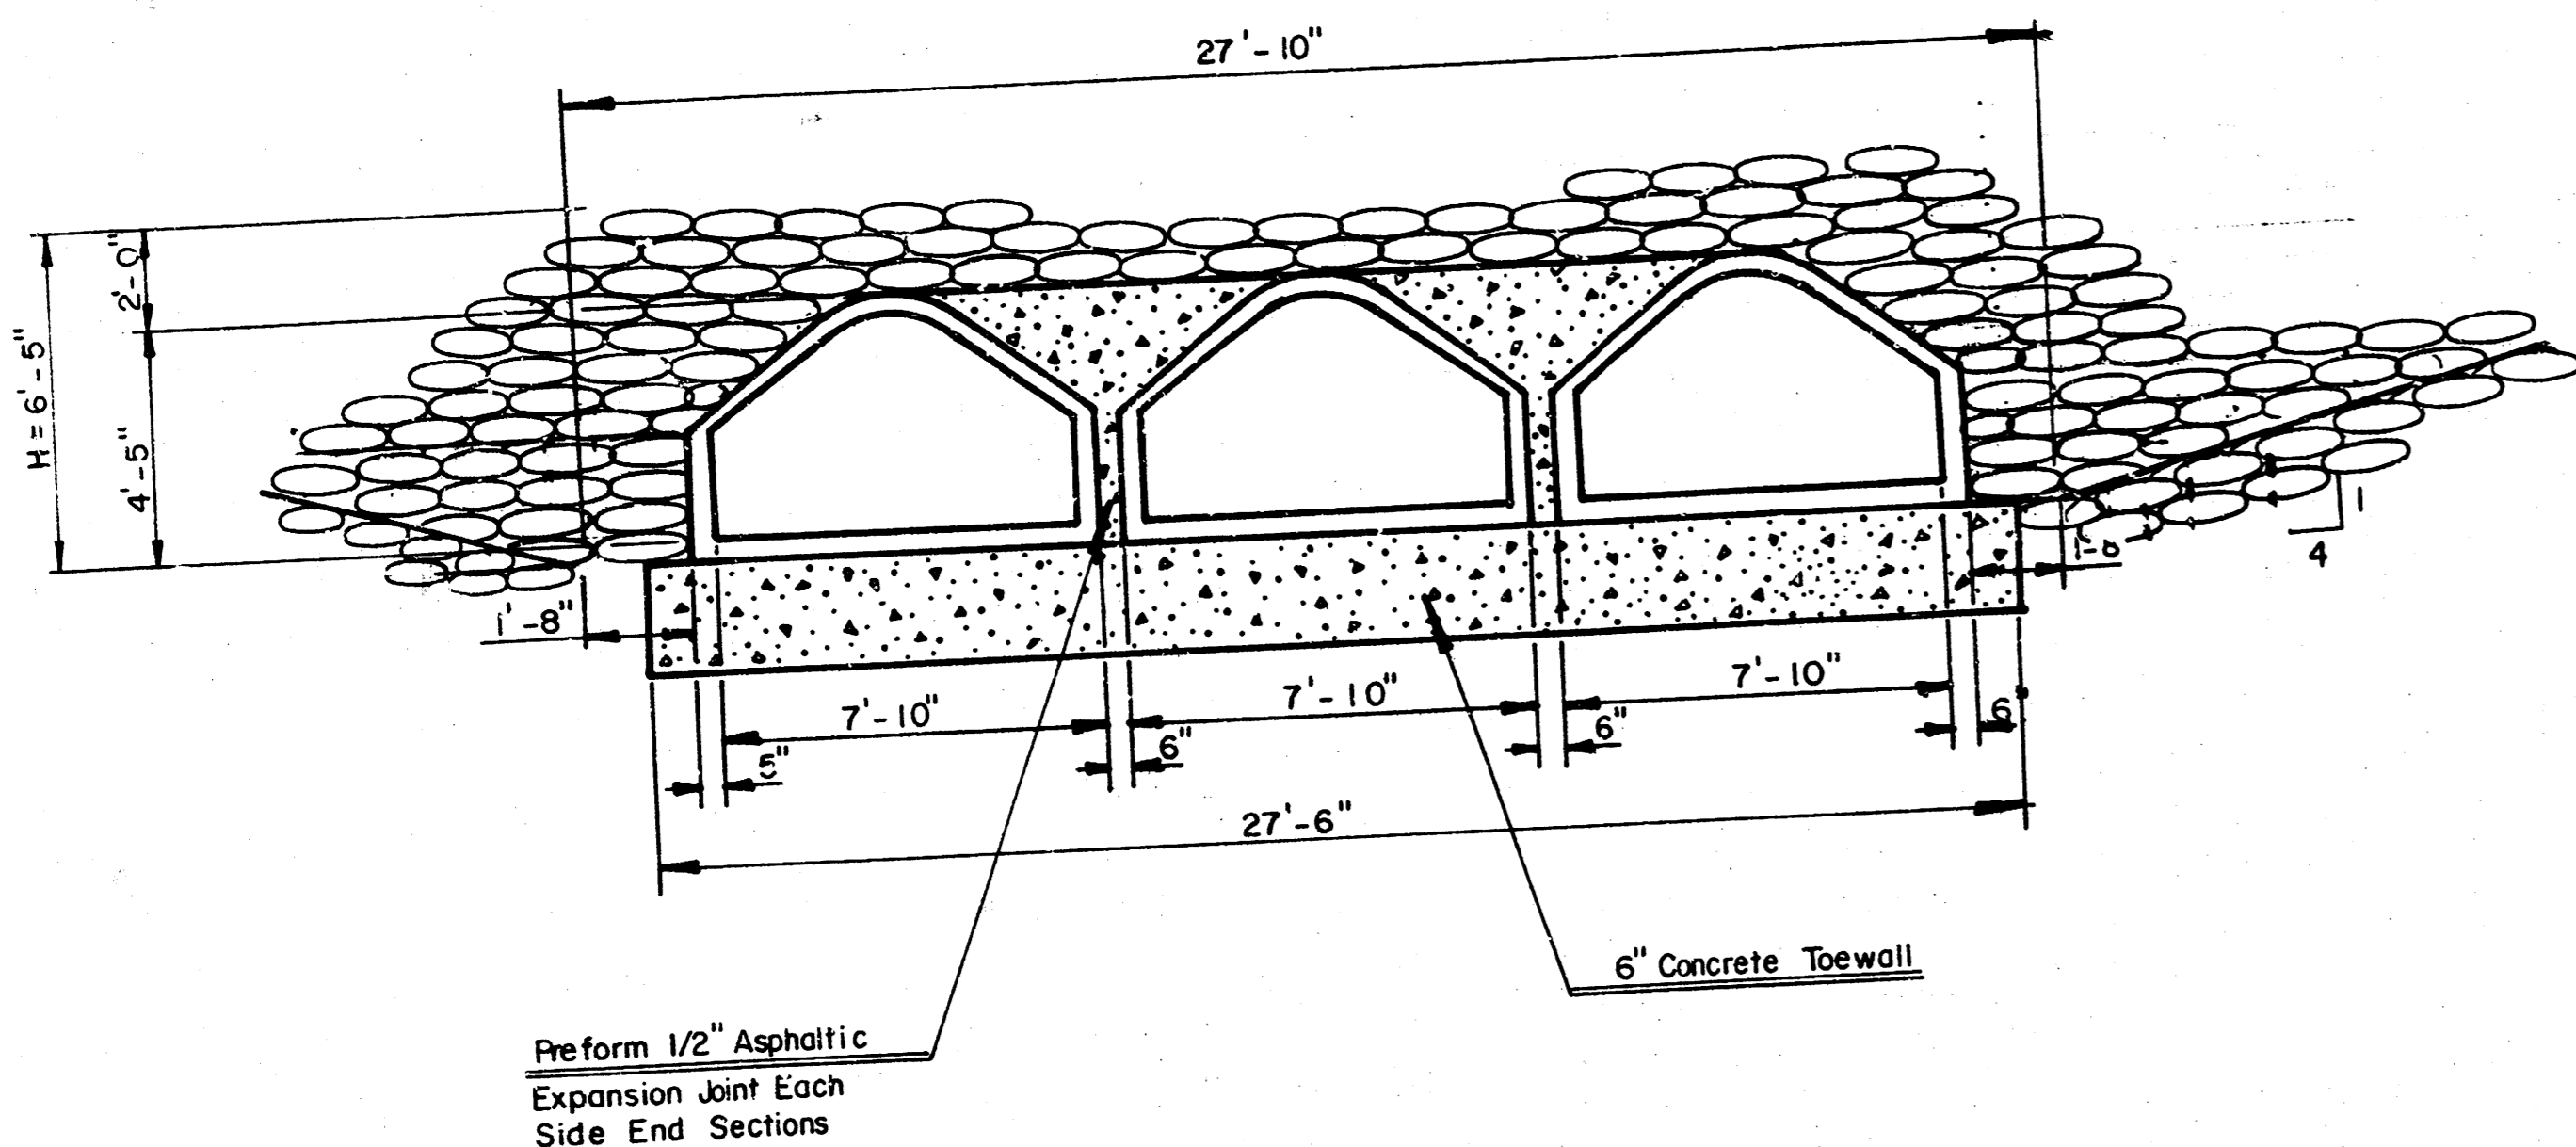 27'-10"
2'-0"
H = 6'-5"
4'-5"
1
4
1'-8"
7'-10"
7'-10"
7'-10"
6"
6"
6"
27'-6"
6" Concrete Toewall
Preform 1/2" Asphaltic
Expansion Joint Each
Side End Sections